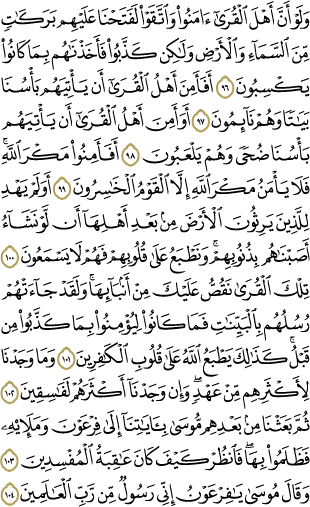 وَلَوۡ أَنَّ أَهۡلَ ٱلۡقُرَىٰٓ ءَامَنُواْ وَٱتَّقَوۡاْ لَفَتَحۡنَا عَلَيۡهِم بَرَكَٰتٖ
مِّنَ ٱلسَّمَآءِ وَٱلۡأَرۡضِ وَلَٰكِن كَذَّبُواْ فَأَخَذۡنَٰهُم بِمَا كَانُواْ
يَكۡسِبُونَ ٩٦ أَفَأَمِنَ أَهۡلُ ٱلۡقُرَىٰٓ أَن يَأۡتِيَهُم بَأۡسُنَا
بَيَٰتٗا وَهُمۡ نَآئِمُونَ ٩٧ أَوَأَمِنَ أَهۡلُ ٱلۡقُرَىٰٓ أَن يَأۡتِيَهُم
بَأۡسُنَا ضُحٗى وَهُمۡ يَلۡعَبُونَ ٩٨ أَفَأَمِنُواْ مَكۡرَ ٱللَّهِۚ
فَلَا يَأۡمَنُ مَكۡرَ ٱللَّهِ إِلَّا ٱلۡقَوۡمُ ٱلۡخَٰسِرُونَ ٩٩ أَوَلَمۡ يَهۡدِ
لِلَّذِينَ يَرِثُونَ ٱلۡأَرۡضَ مِنۢ بَعۡدِ أَهۡلِهَآ أَن لَّوۡ نَشَآءُ
أَصَبۡنَٰهُم بِذُنُوبِهِمۡۚ وَنَطۡبَعُ عَلَىٰ قُلُوبِهِمۡ فَهُمۡ لَا يَسۡمَعُونَ ١٠٠
تِلۡكَ ٱلۡقُرَىٰ نَقُصُّ عَلَيۡكَ مِنۡ أَنۢبَآئِهَاۚ وَلَقَدۡ جَآءَتۡهُمۡ
رُسُلُهُم بِٱلۡبَيِّنَٰتِ فَمَا كَانُواْ لِيُؤۡمِنُواْ بِمَا كَذَّبُواْ مِن
قَبۡلُۚ كَذَٰلِكَ يَطۡبَعُ ٱللَّهُ عَلَىٰ قُلُوبِ ٱلۡكَٰفِرِينَ ١٠١ وَمَا وَجَدۡنَا
لِأَكۡثَرِهِم مِّنۡ عَهۡدٖۖ وَإِن وَجَدۡنَآ أَكۡثَرَهُمۡ لَفَٰسِقِينَ ١٠٢
ثُمَّ بَعَثۡنَا مِنۢ بَعۡدِهِم مُّوسَىٰ بِـَٔايَٰتِنَآ إِلَىٰ فِرۡعَوۡنَ وَمَلَإِيْهِۦ
فَظَلَمُواْ بِهَاۖ فَٱنظُرۡ كَيۡفَ كَانَ عَٰقِبَةُ ٱلۡمُفۡسِدِينَ ١٠٣
وَقَالَ مُوسَىٰ يَٰفِرۡعَوۡنُ إِنِّي رَسُولٞ مِّن رَّبِّ ٱلۡعَٰلَمِينَ ١٠٤